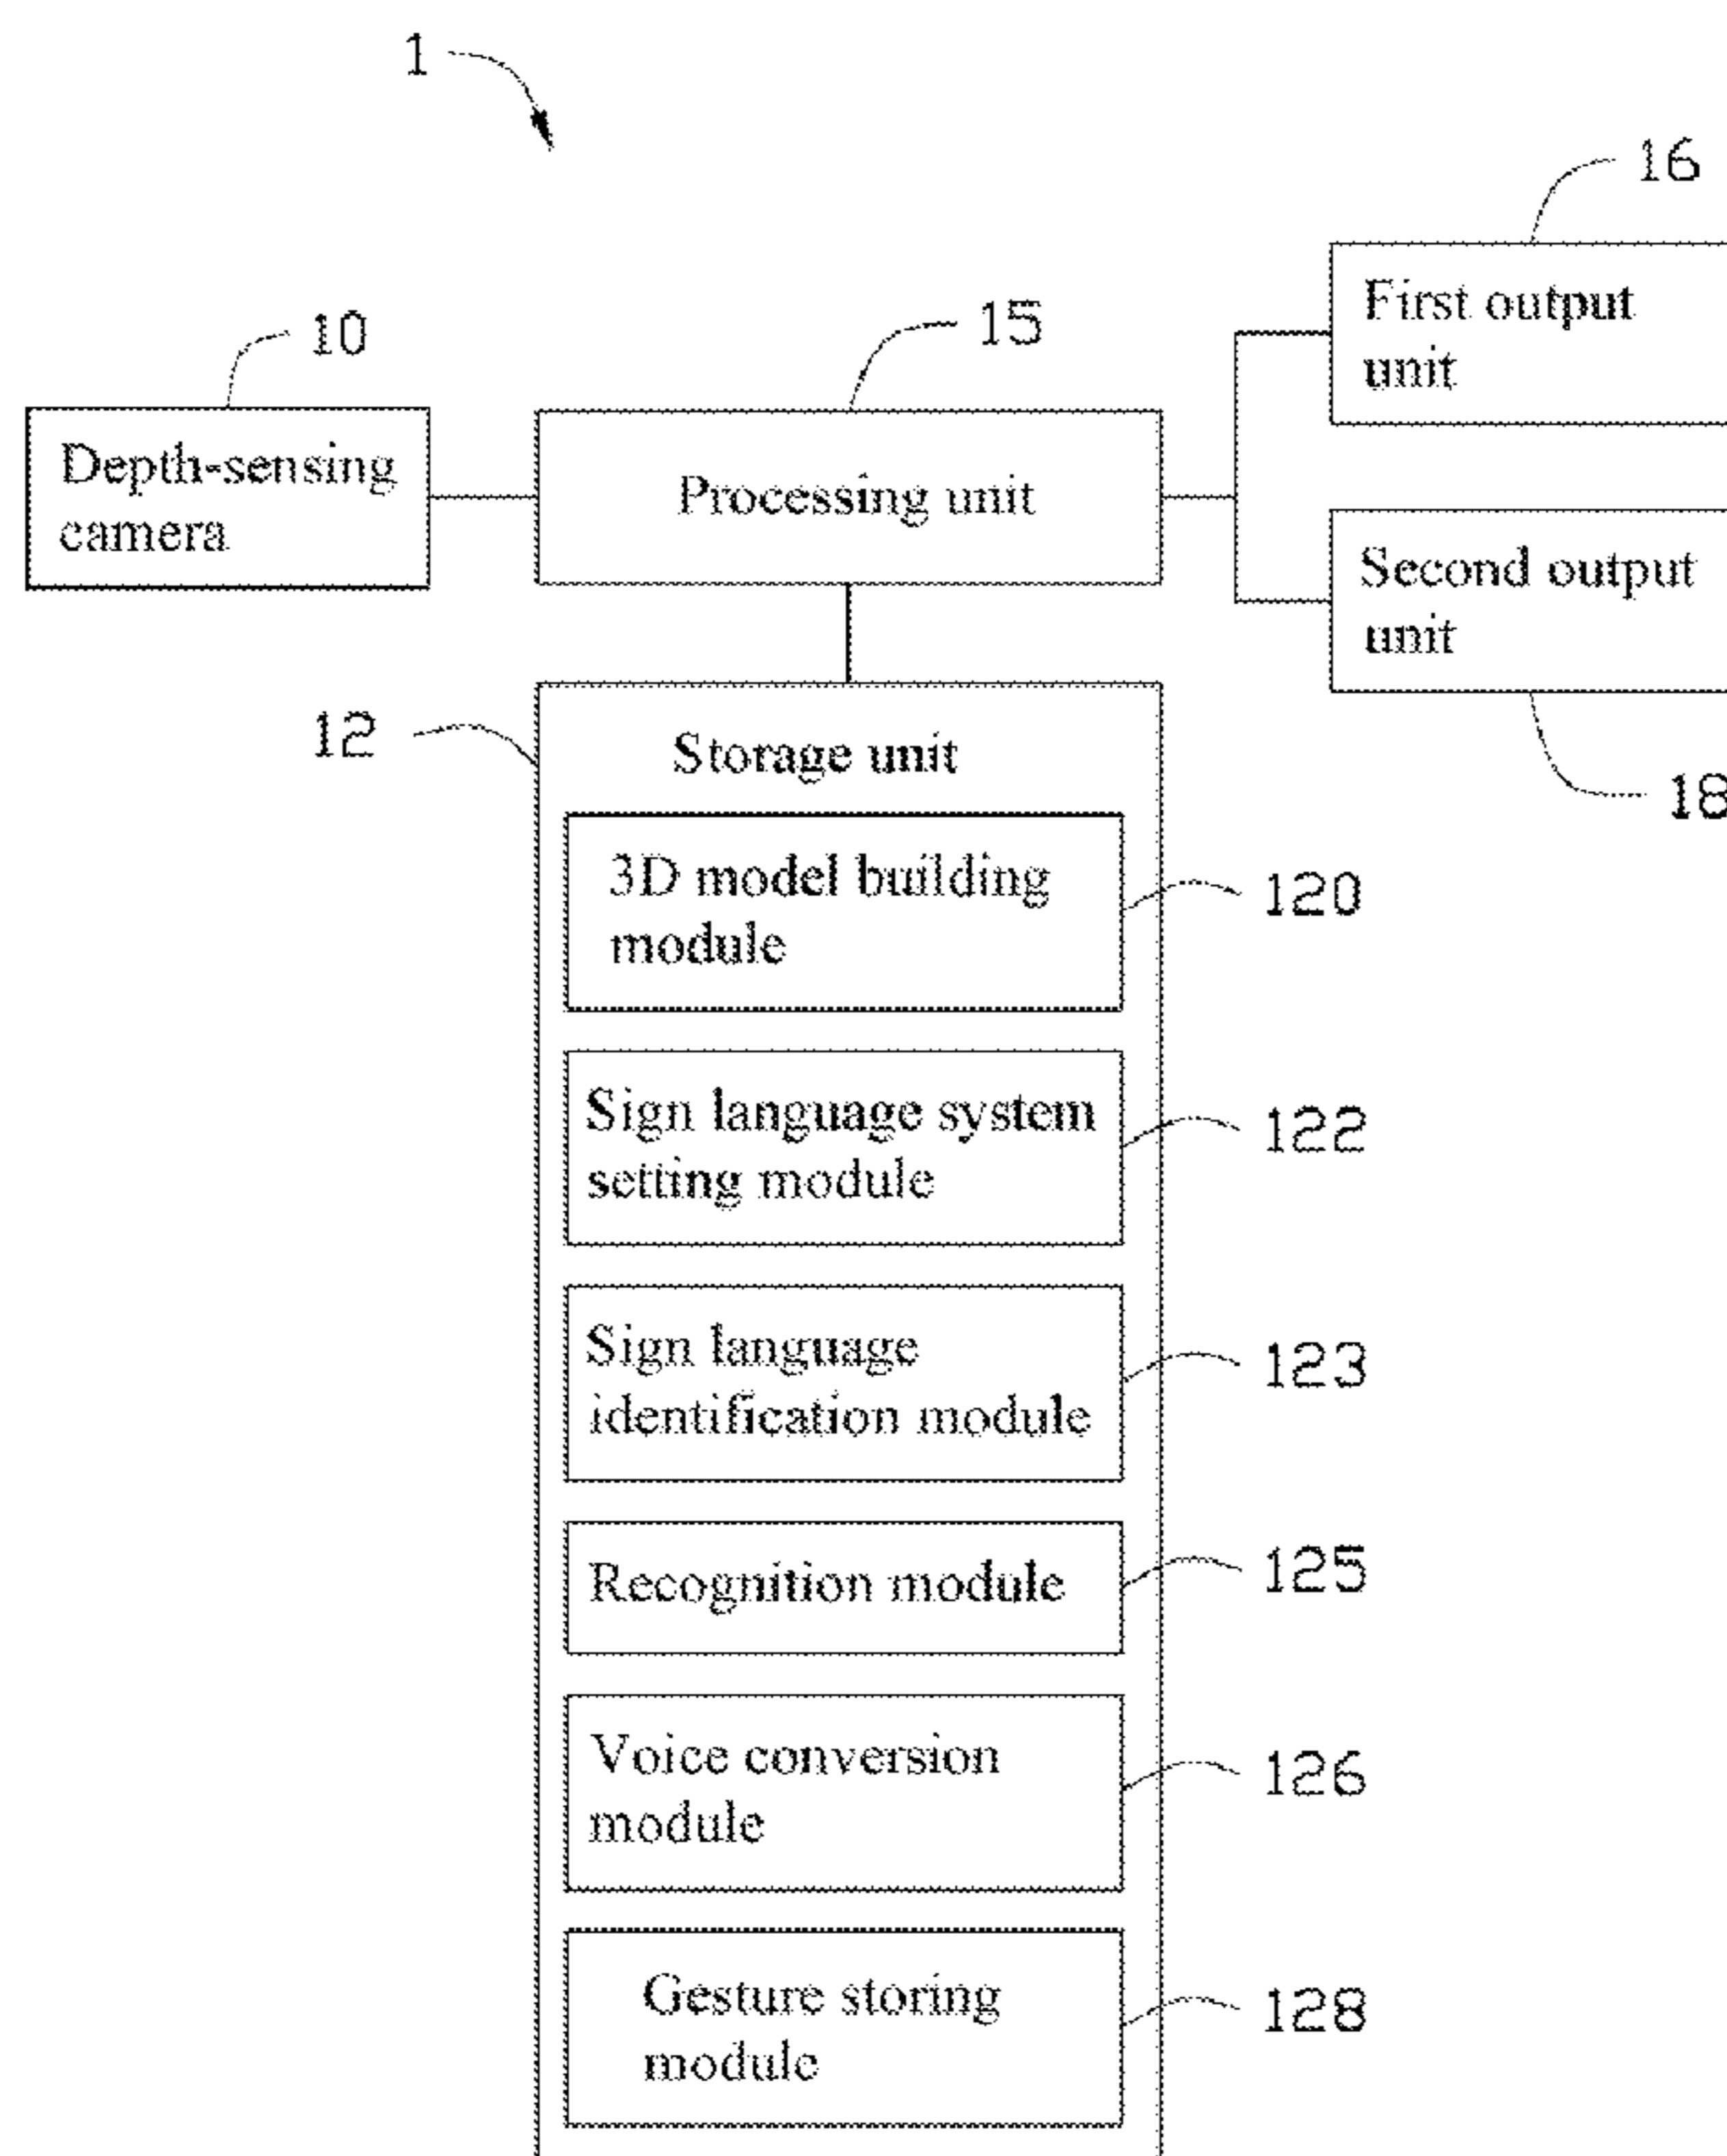 1
16
First output
unit
10
15
Depth-sensing
camera
Processing unit
Second output
unit
18
12
Storage unit
3D model building
module
120
Sign language system
setting module
122
Sign language
identification module
123
Recognition module
125
Voice conversion
module
126
Gesture storing
module
128